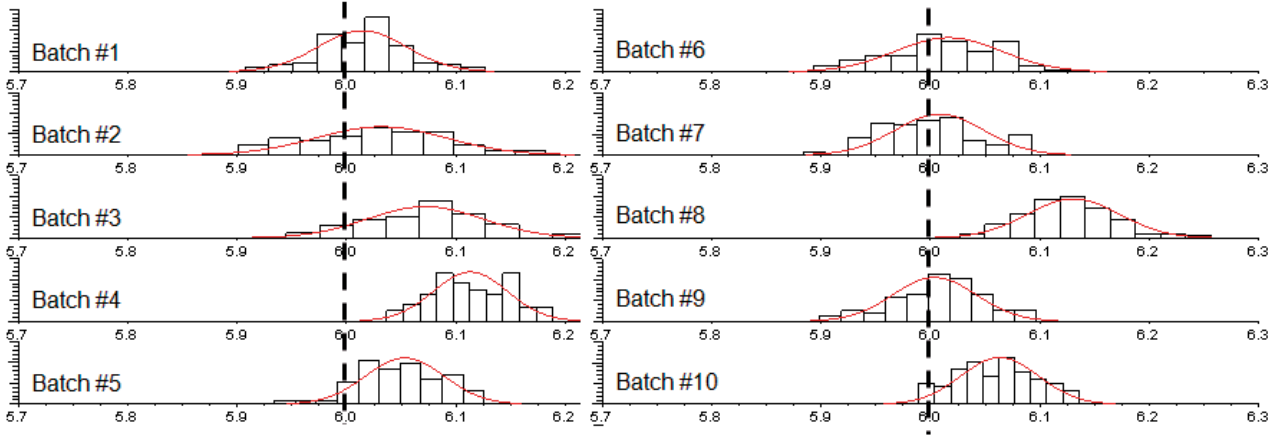 Batch #1
5.7 5.8 5.9 6.0 6.1 6.2
Batch #2
5.7 5.8 5.9 6.0 6.1 6.2
Batch #3
5.7 5.8 5.9 6.0 6.1 6.2
Batch #4
5.7 5.8 5.9 6.0 6.1 6.2
Batch #5
5.7 5.8 5.9 6.0 6.1 6.2
Batch #6
5.7 5.8 5.9 6.0 6.1 6.2 6.3
Batch #7
5.7 5.8 5.9 6.0 6.1 6.2 6.3
Batch #8
5.7 5.8 5.9 6.0 6.1 6.2 6.3
Batch #9
5.7 5.8 5.9 6.0 6.1 6.2 6.3
Batch #10
5.7 5.8 5.9 6.0 6.1 6.2 6.3